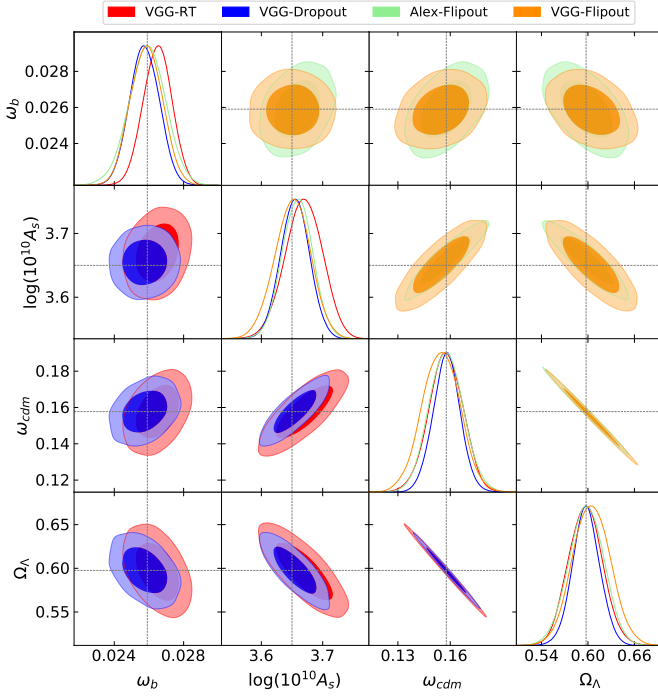 VGG-RT VGG-Dropout Alex-Flipout VGG-Flipout
ω_b
0.028
0.026
0.024
log(10^10 A_s)
3.7
3.6
ω_cdm
0.18
0.16
0.14
0.12
Ω_Λ
0.65
0.60
0.55
0.024 0.028 3.6 3.7 0.13 0.16 0.54 0.60 0.66
ω_b log(10^10 A_s) ω_cdm Ω_Λ